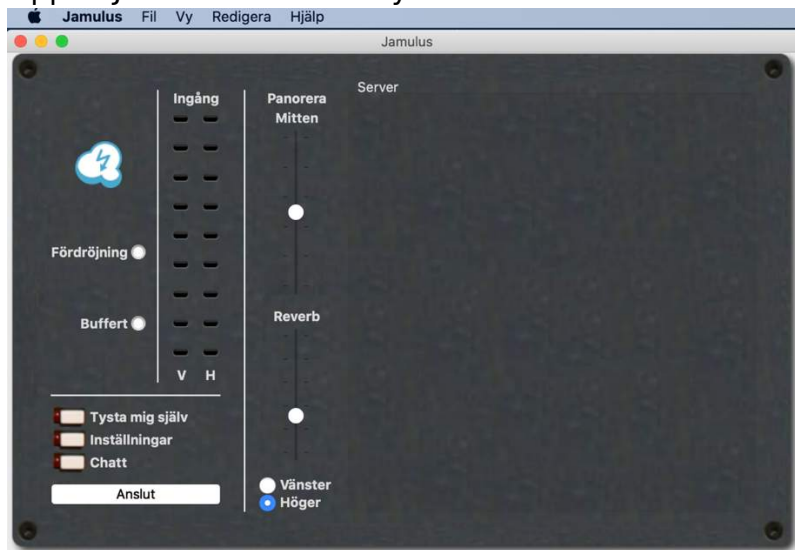 Jamulus Fil Vy Redigera Hjälp
Jamulus
Server
Ingång
Panorera
Mitten
Fördröjning
Buffert
Reverb
V H
Tysta mig själv
Inställningar
Chatt
Anslut
Vänster
Höger